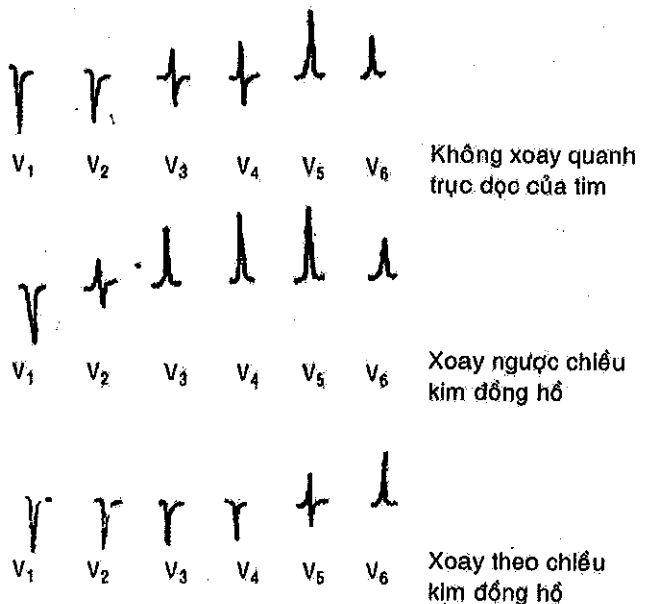 V₁ V₂ V₃ V₄ V₅ V₆
Không xoay quanh
trục dọc của tim
V₁ V₂ V₃ V₄ V₅ V₆
Xoay ngược chiều
kim đồng hồ
V₁ V₂ V₃ V₄ V₅ V₆
Xoay theo chiều
kim đồng hồ